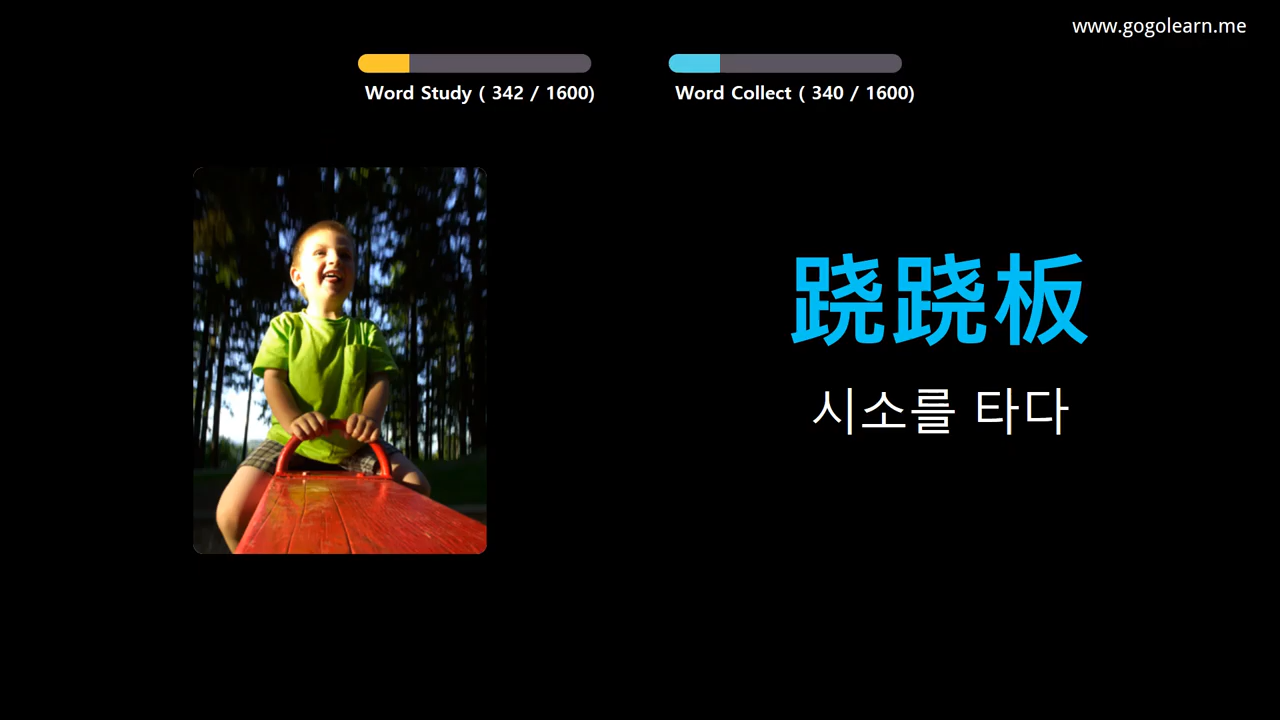 www.gogolearn.me
Word Study ( 342 / 1600)
Word Collect ( 340 / 1600)
跷跷板
시소를 타다